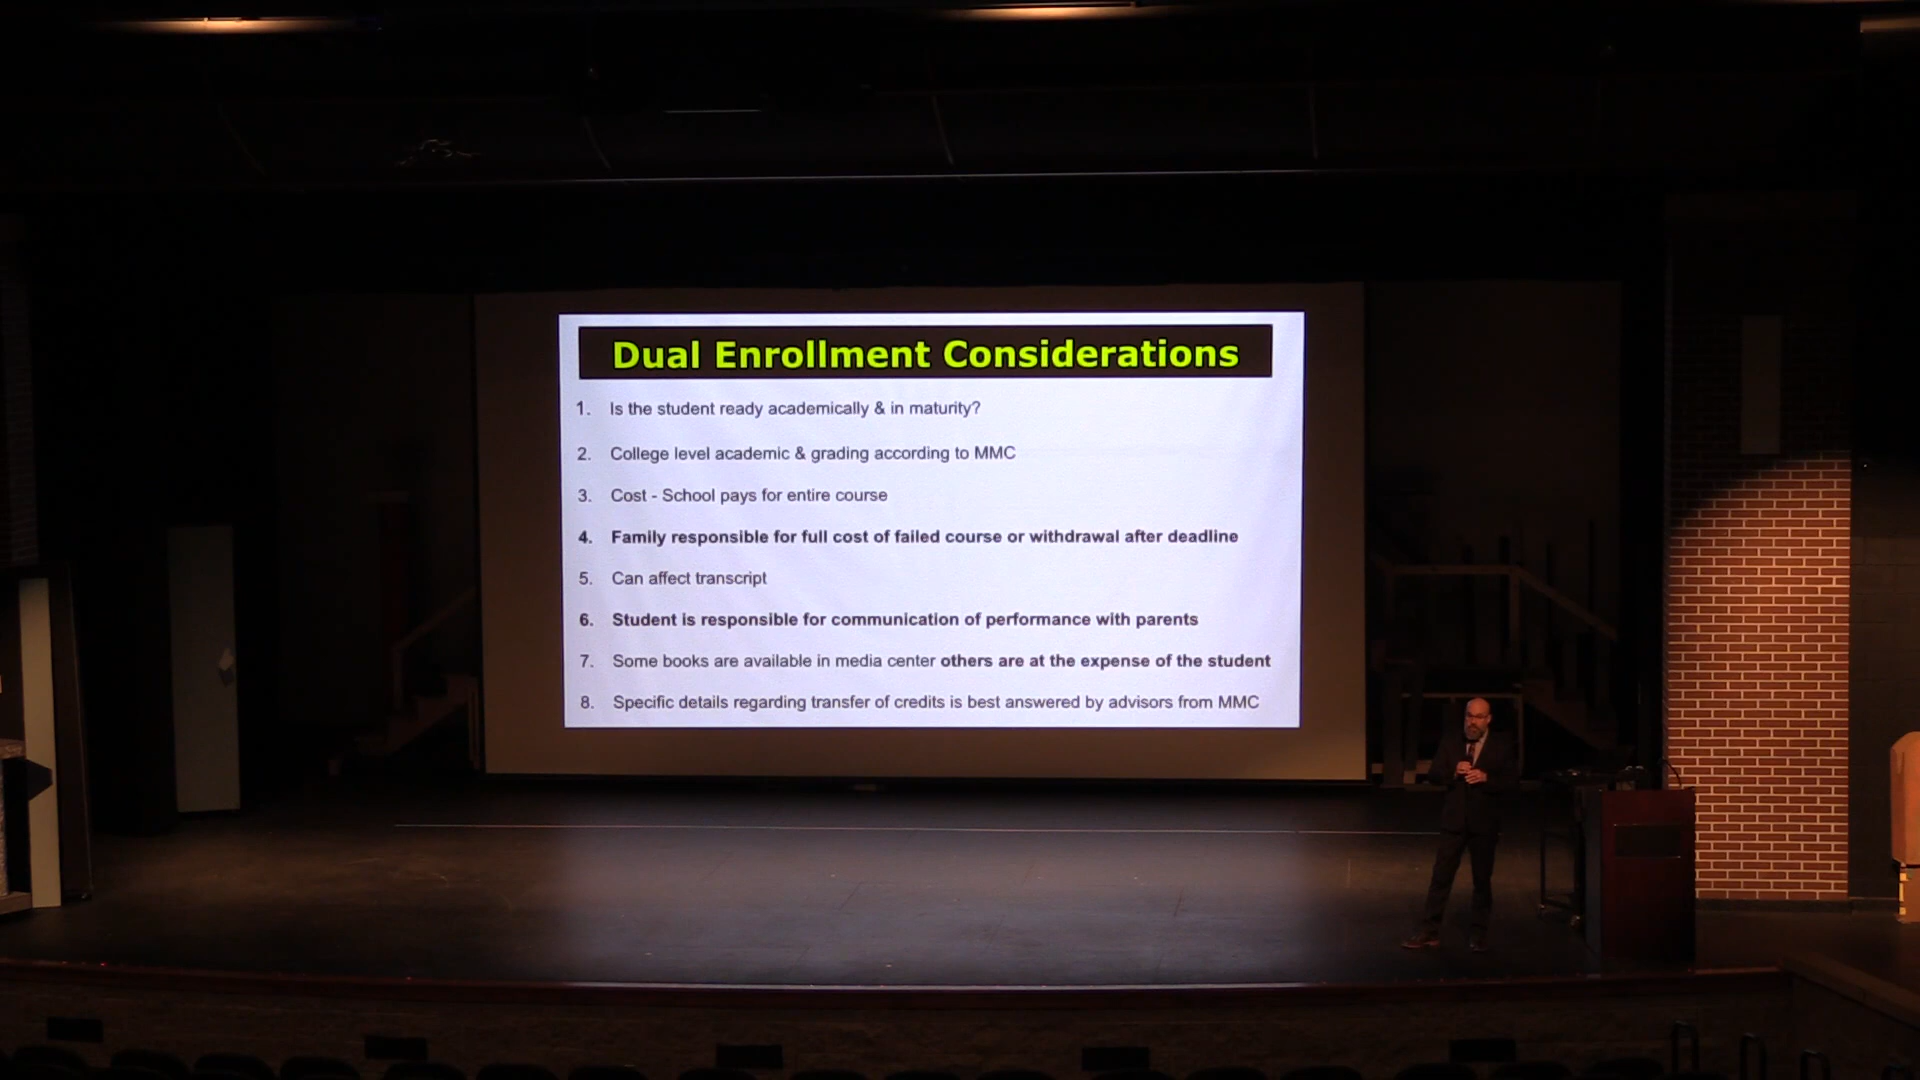 Dual Enrollment Considerations
1. Is the student ready academically & in maturity?
2. College level academic & grading according to MMC
3. Cost - School pays for entire course
4. Family responsible for full cost of failed course or withdrawal after deadline
5. Can affect transcript
6. Student is responsible for communication of performance with parents
7. Some books are available in media center others are at the expense of the student
8. Specific details regarding transfer of credits is best answered by advisors from MMC